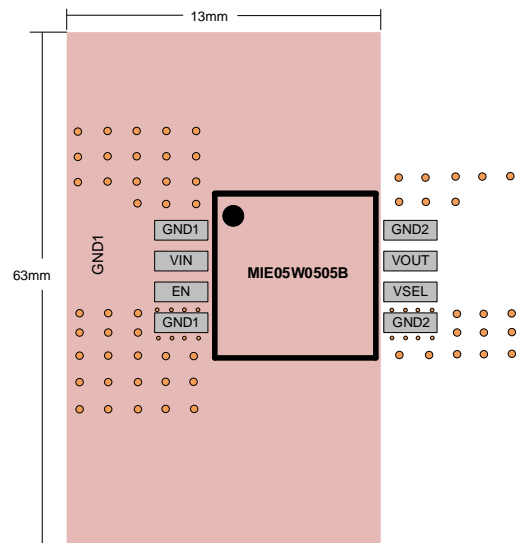 13mm
63mm
GND1
GND1
VIN
EN
GND1
MIE05W0505B
GND2
VOUT
VSEL
GND2